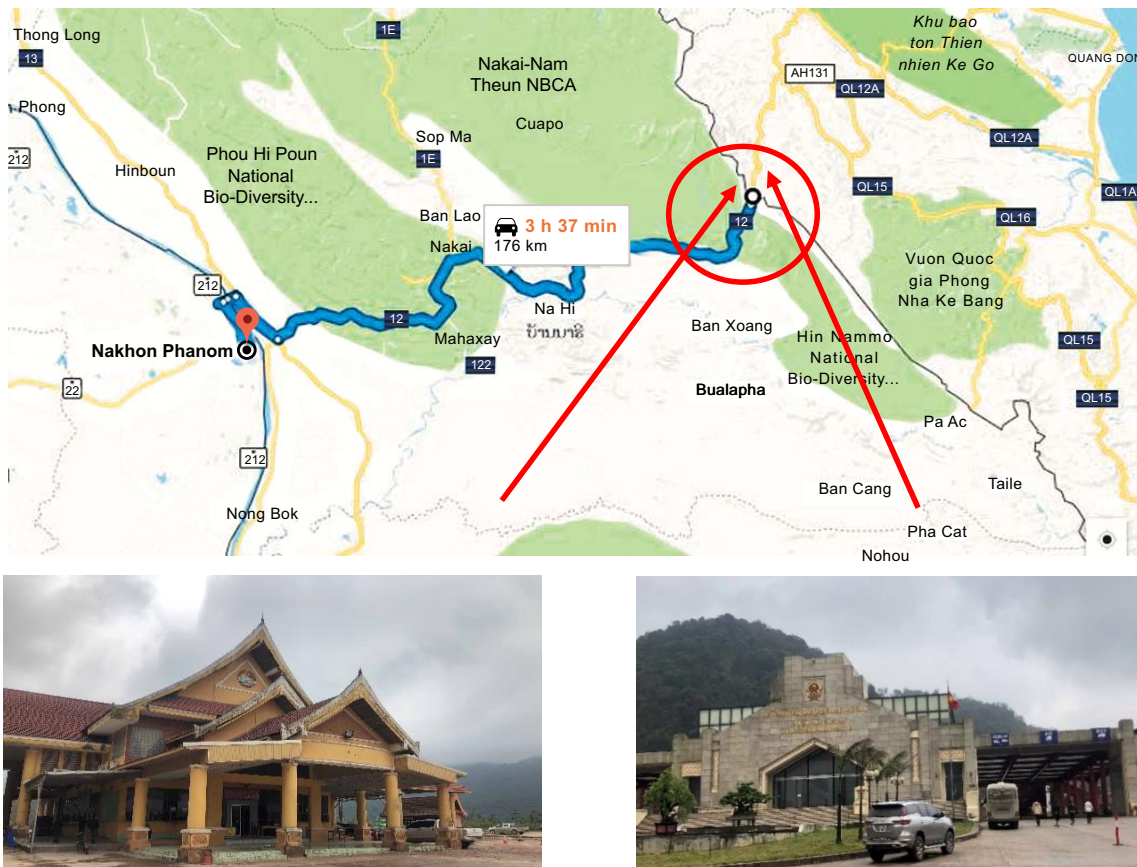 Thong Long
13
1E
Khu bao
ton Thien
nhien Ke Go
QUANG DON
Nakai-Nam
Theun NBCA
AH131
QL12A
Phong
Cuapo
212
Sop Ma
1E
QL12A
Hinboun
Phou Hi Poun
National
Bio-Diversity...
QL15
QL1A
Ban Lao
3 h 37 min
176 km
12
QL16
Nakai
Vuon Quoc
gia Phong
Nha Ke Bang
212
Na Hi
ບ້ານນາຮິ
12
Ban Xoang
Mahaxay
Hin Nammo
National
Bio-Diversity...
QL15
Nakhon Phanom
122
22
Bualapha
QL15
Pa Ac
212
Ban Cang
Taile
Nong Bok
Pha Cat
Nohou